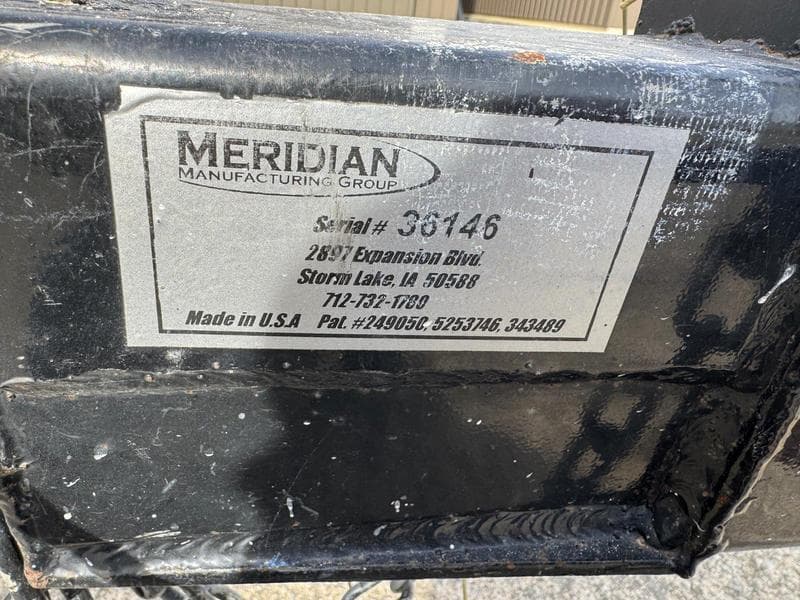 MERIDIAN
MANUFACTURING GROUP
Serial # 36146
2897 Expansion Blvd.
Storm Lake, IA 50588
712-732-1780
Made in U.S.A Pat. #249050, 5253746, 343489